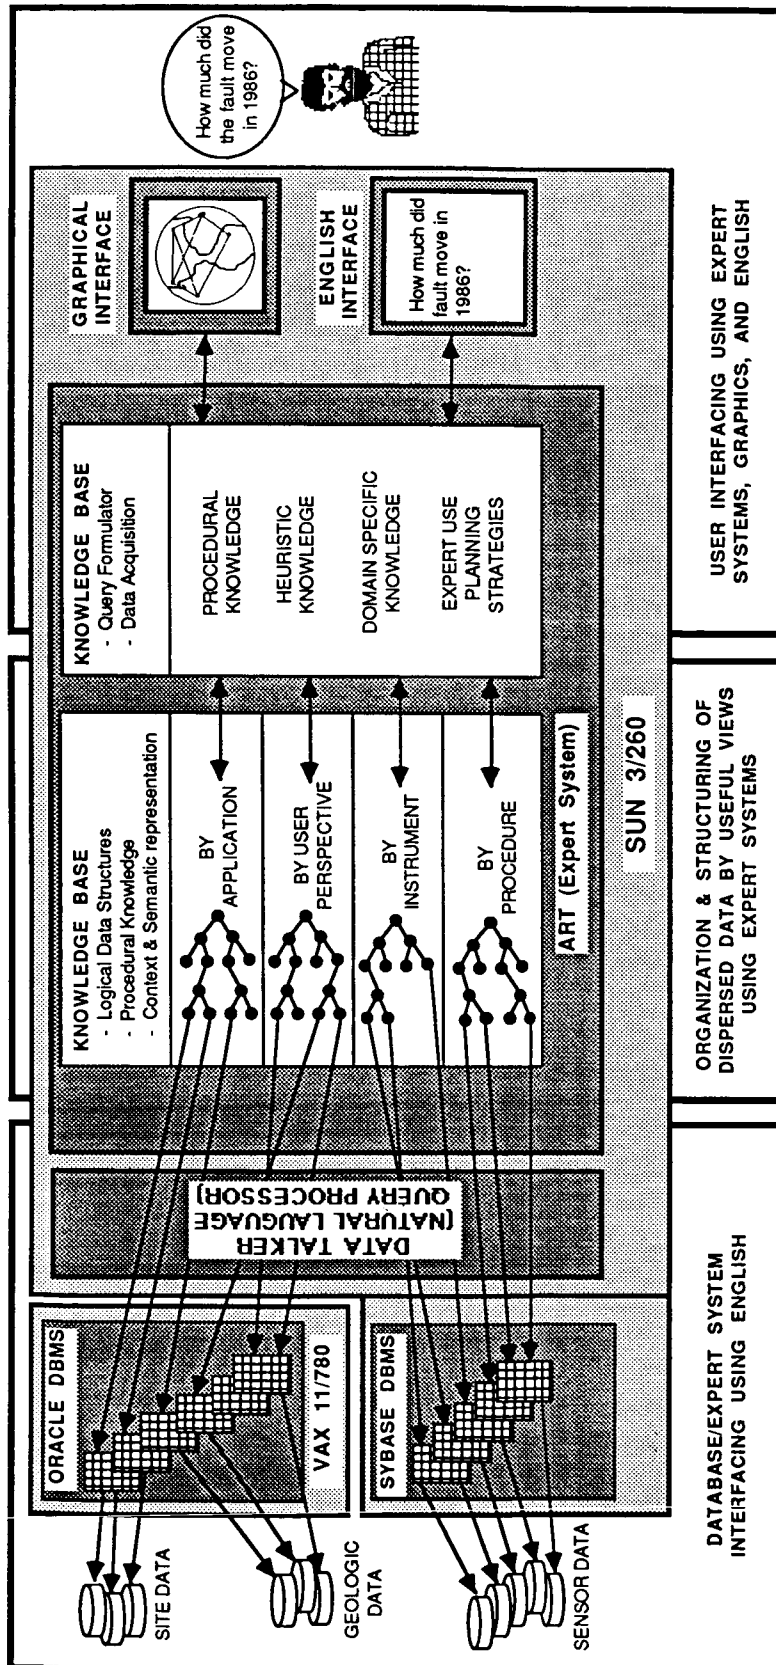 SITE DATA
GEOLOGIC
DATA
SENSOR DATA
ORACLE DBMS
VAX 11/780
SYBASE DBMS
DATA TALKER
(NATURAL LAUGUAGE
QUERY PROCESSOR)
KNOWLEDGE BASE
- Logical Data Structures
- Procedural Knowledge
- Context & Semantic representation
BY
APPLICATION
BY USER
PERSPECTIVE
BY
INSTRUMENT
BY
PROCEDURE
KNOWLEDGE BASE
- Query Formulator
- Data Acquisition
PROCEDURAL
KNOWLEDGE
HEURISTIC
KNOWLEDGE
DOMAIN SPECIFIC
KNOWLEDGE
EXPERT USE
PLANNING
STRATEGIES
ART (Expert System)
SUN 3/260
GRAPHICAL
INTERFACE
ENGLISH
INTERFACE
How much did
fault move in
1986?
How much did
the fault move
in 1986?
DATABASE/EXPERT SYSTEM
INTERFACING USING ENGLISH
ORGANIZATION & STRUCTURING OF
DISPERSED DATA BY USEFUL VIEWS
USING EXPERT SYSTEMS
USER INTERFACING USING EXPERT
SYSTEMS, GRAPHICS, AND ENGLISH